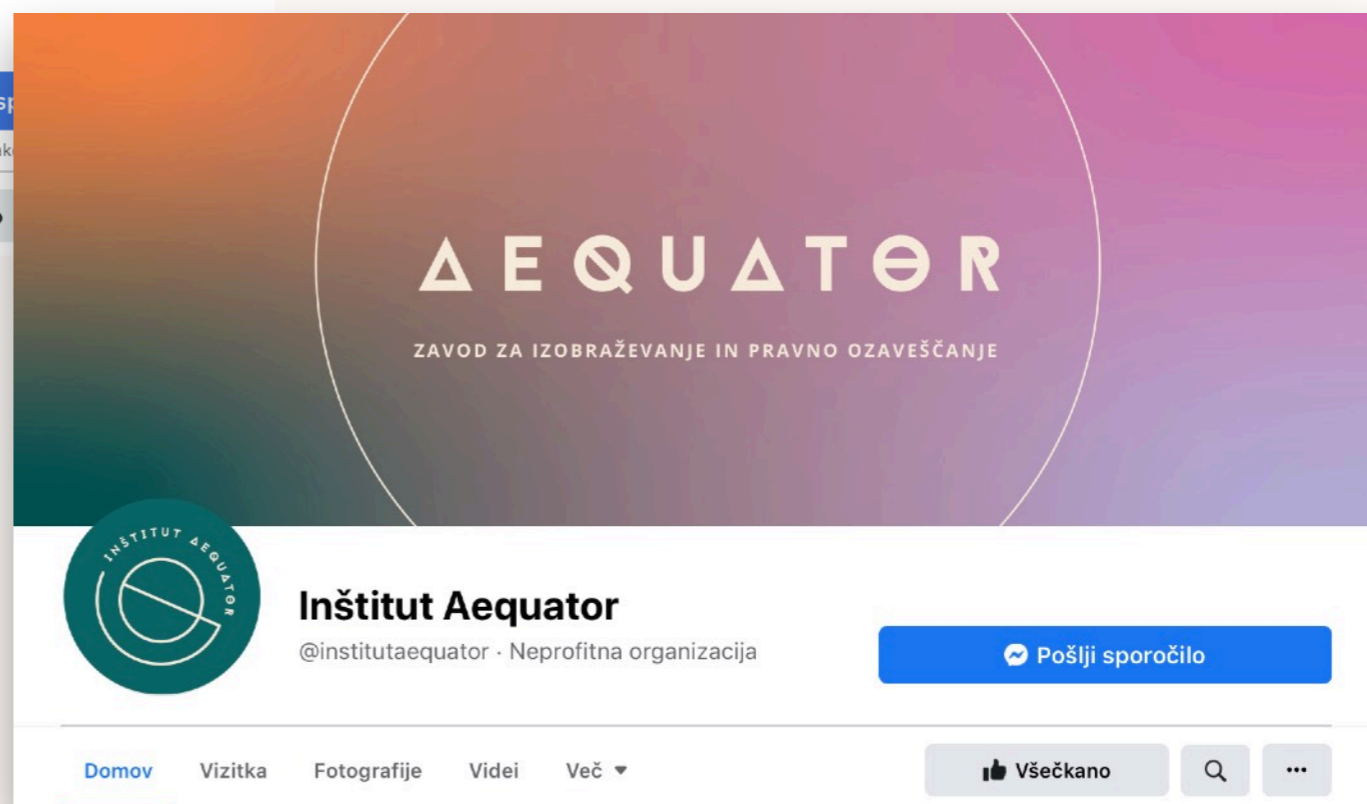 AEQUATOR
ZAVOD ZA IZOBRAŽEVANJE IN PRAVNO OZAVEŠČANJE
INŠTITUT AEQUATOR
Inštitut Aequator
@institutaequator · Neprofitna organizacija
Pošlji sporočilo
Domov Vizitka Fotografije Videi Več
Všečkano